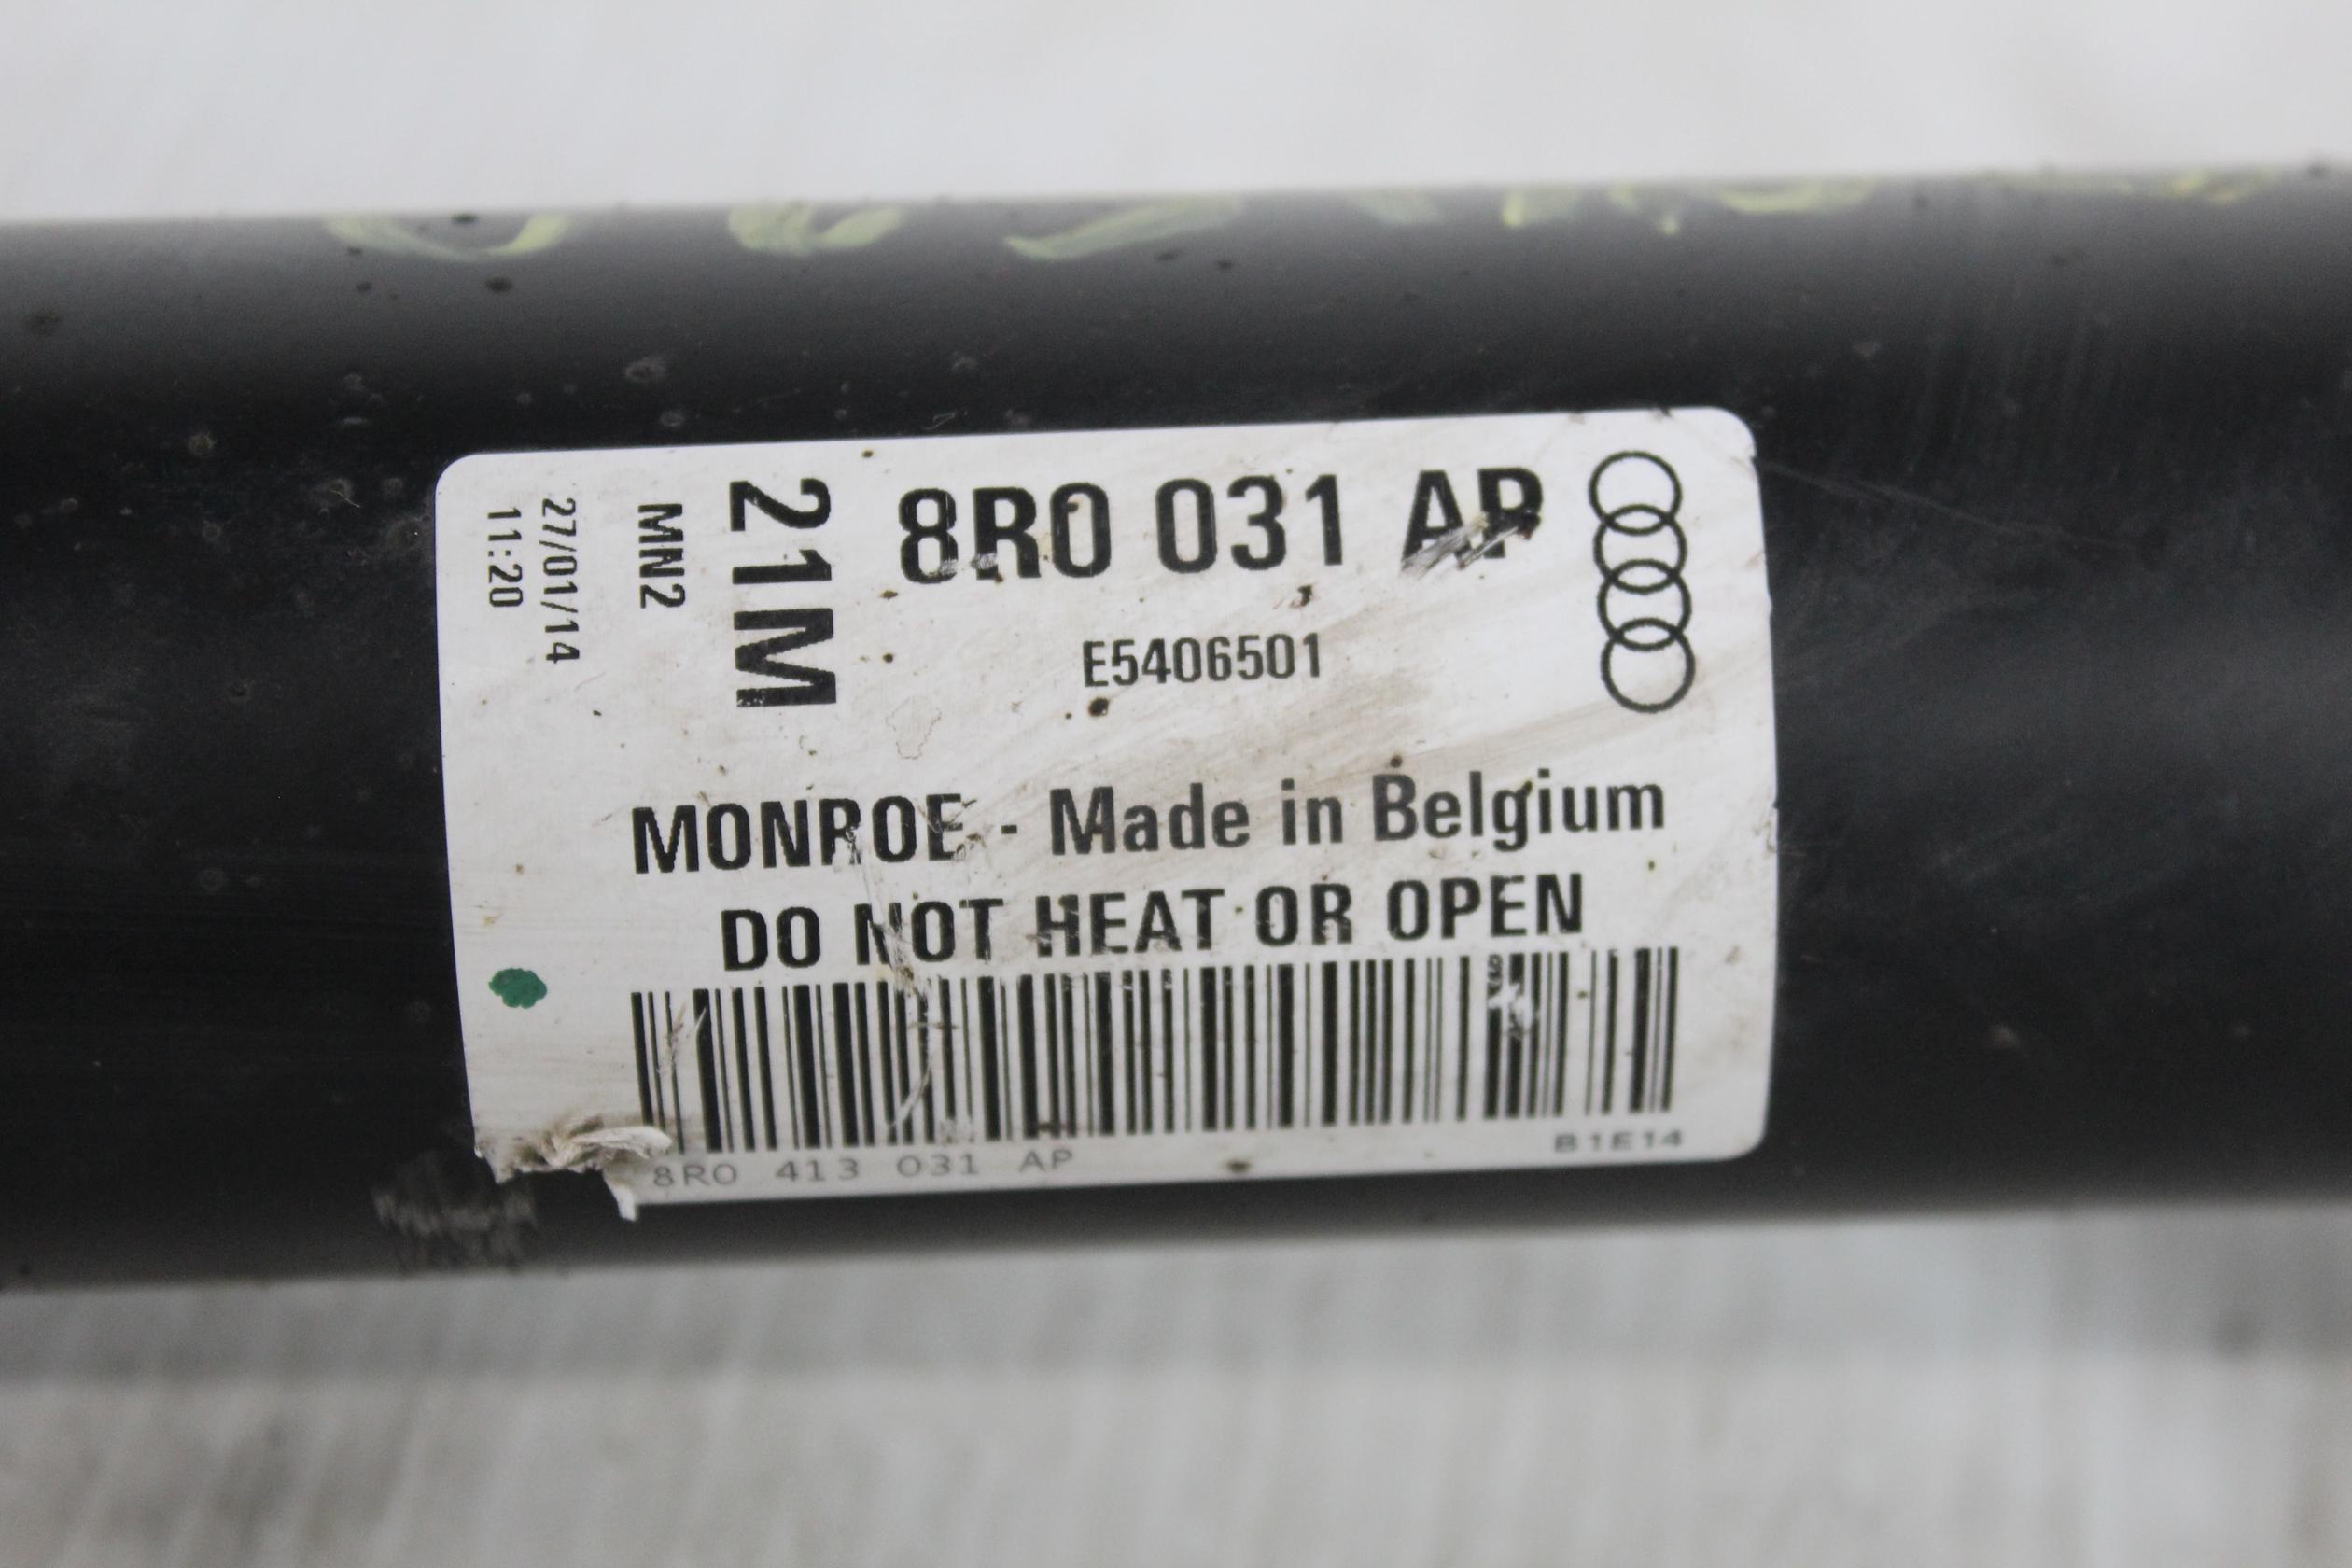 8R0 031 AP
21M
MN2
27/01/14
11:20
E5406501
MONROE - Made in Belgium
DO NOT HEAT OR OPEN
8R0 413 031 AP
B1E14